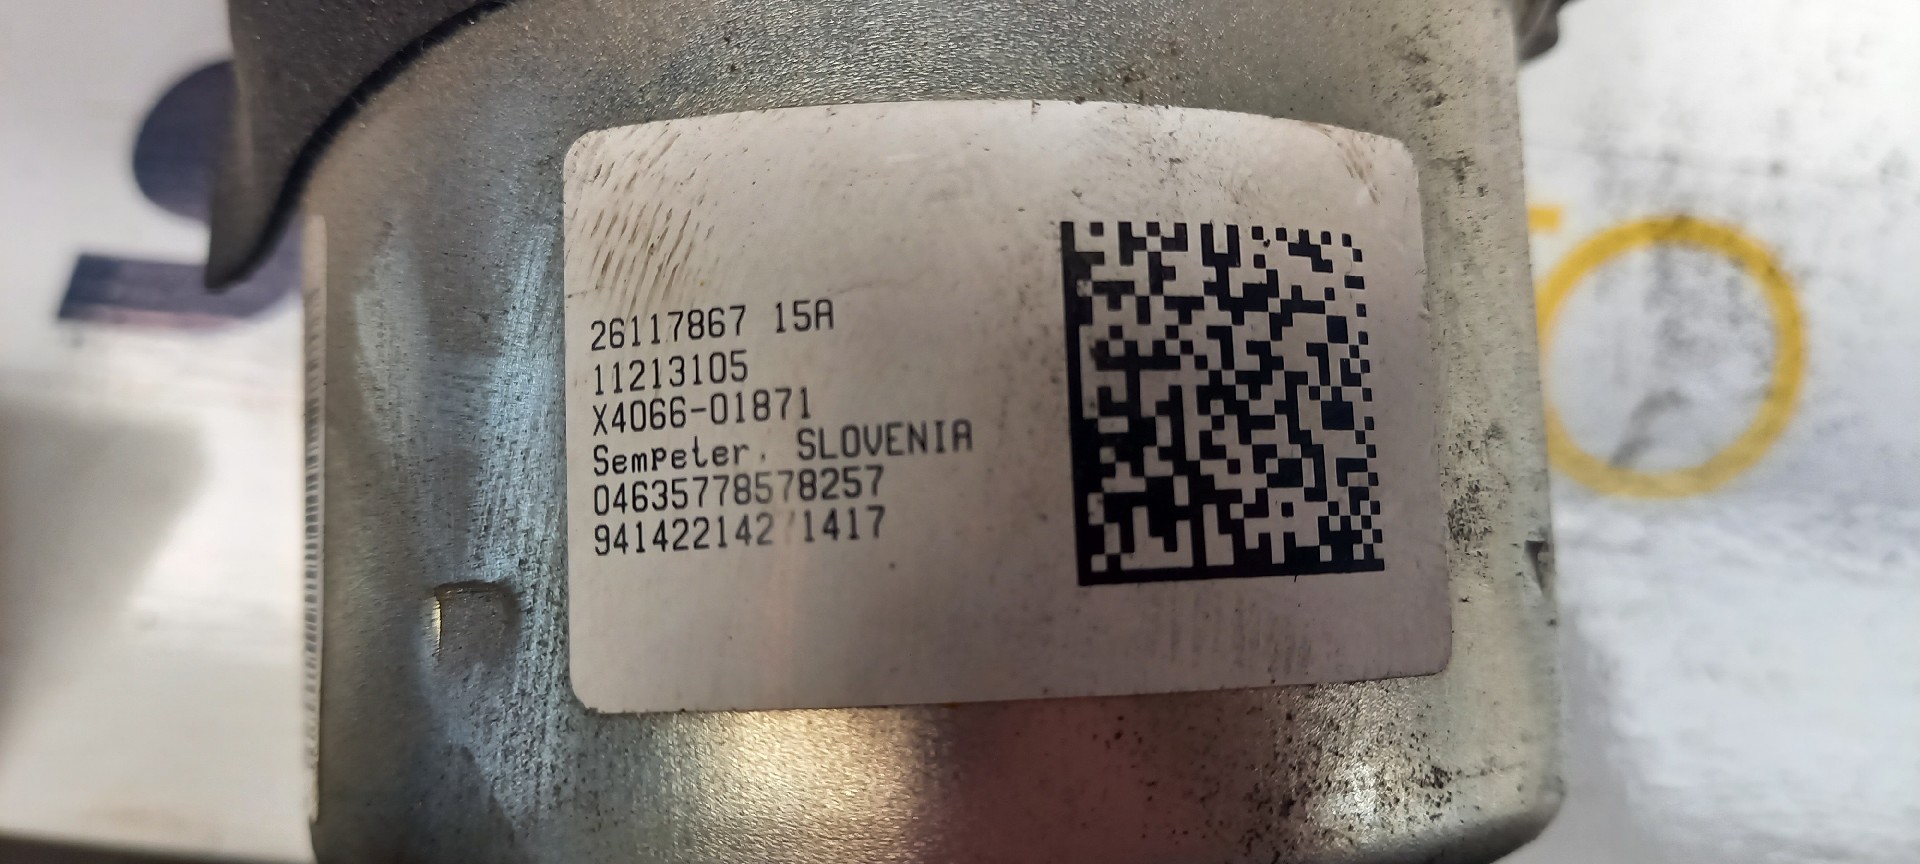 26117867 15A
11213105
X4066-01871
Sempeter, SLOVENIA
04635778578257
941422142 1417